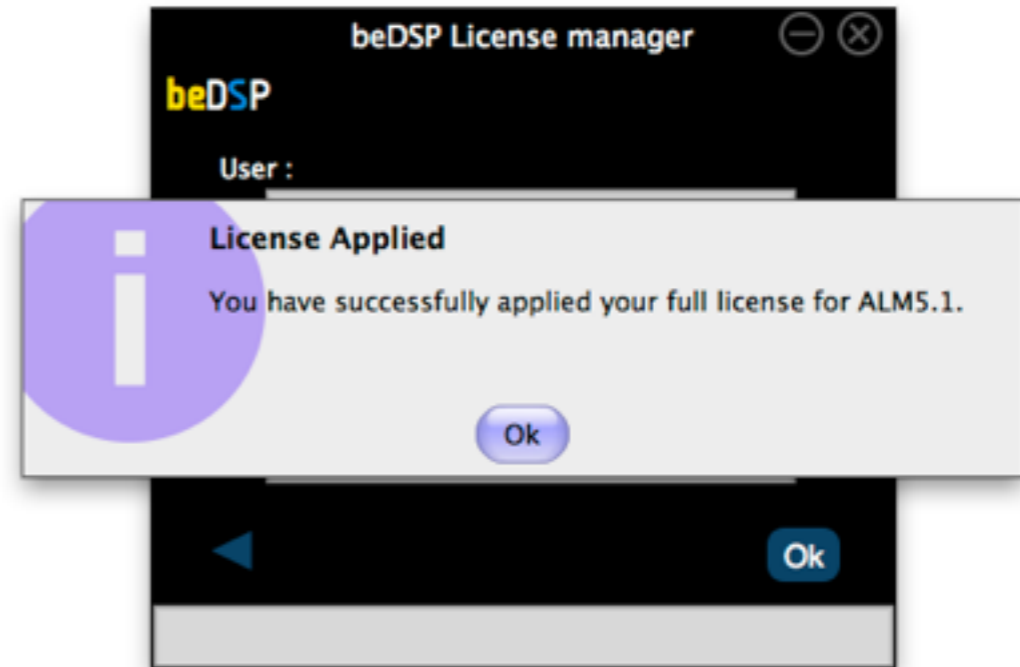 beDSP License manager
beDSP
User :
License Applied
You have successfully applied your full license for ALM5.1.
Ok
Ok